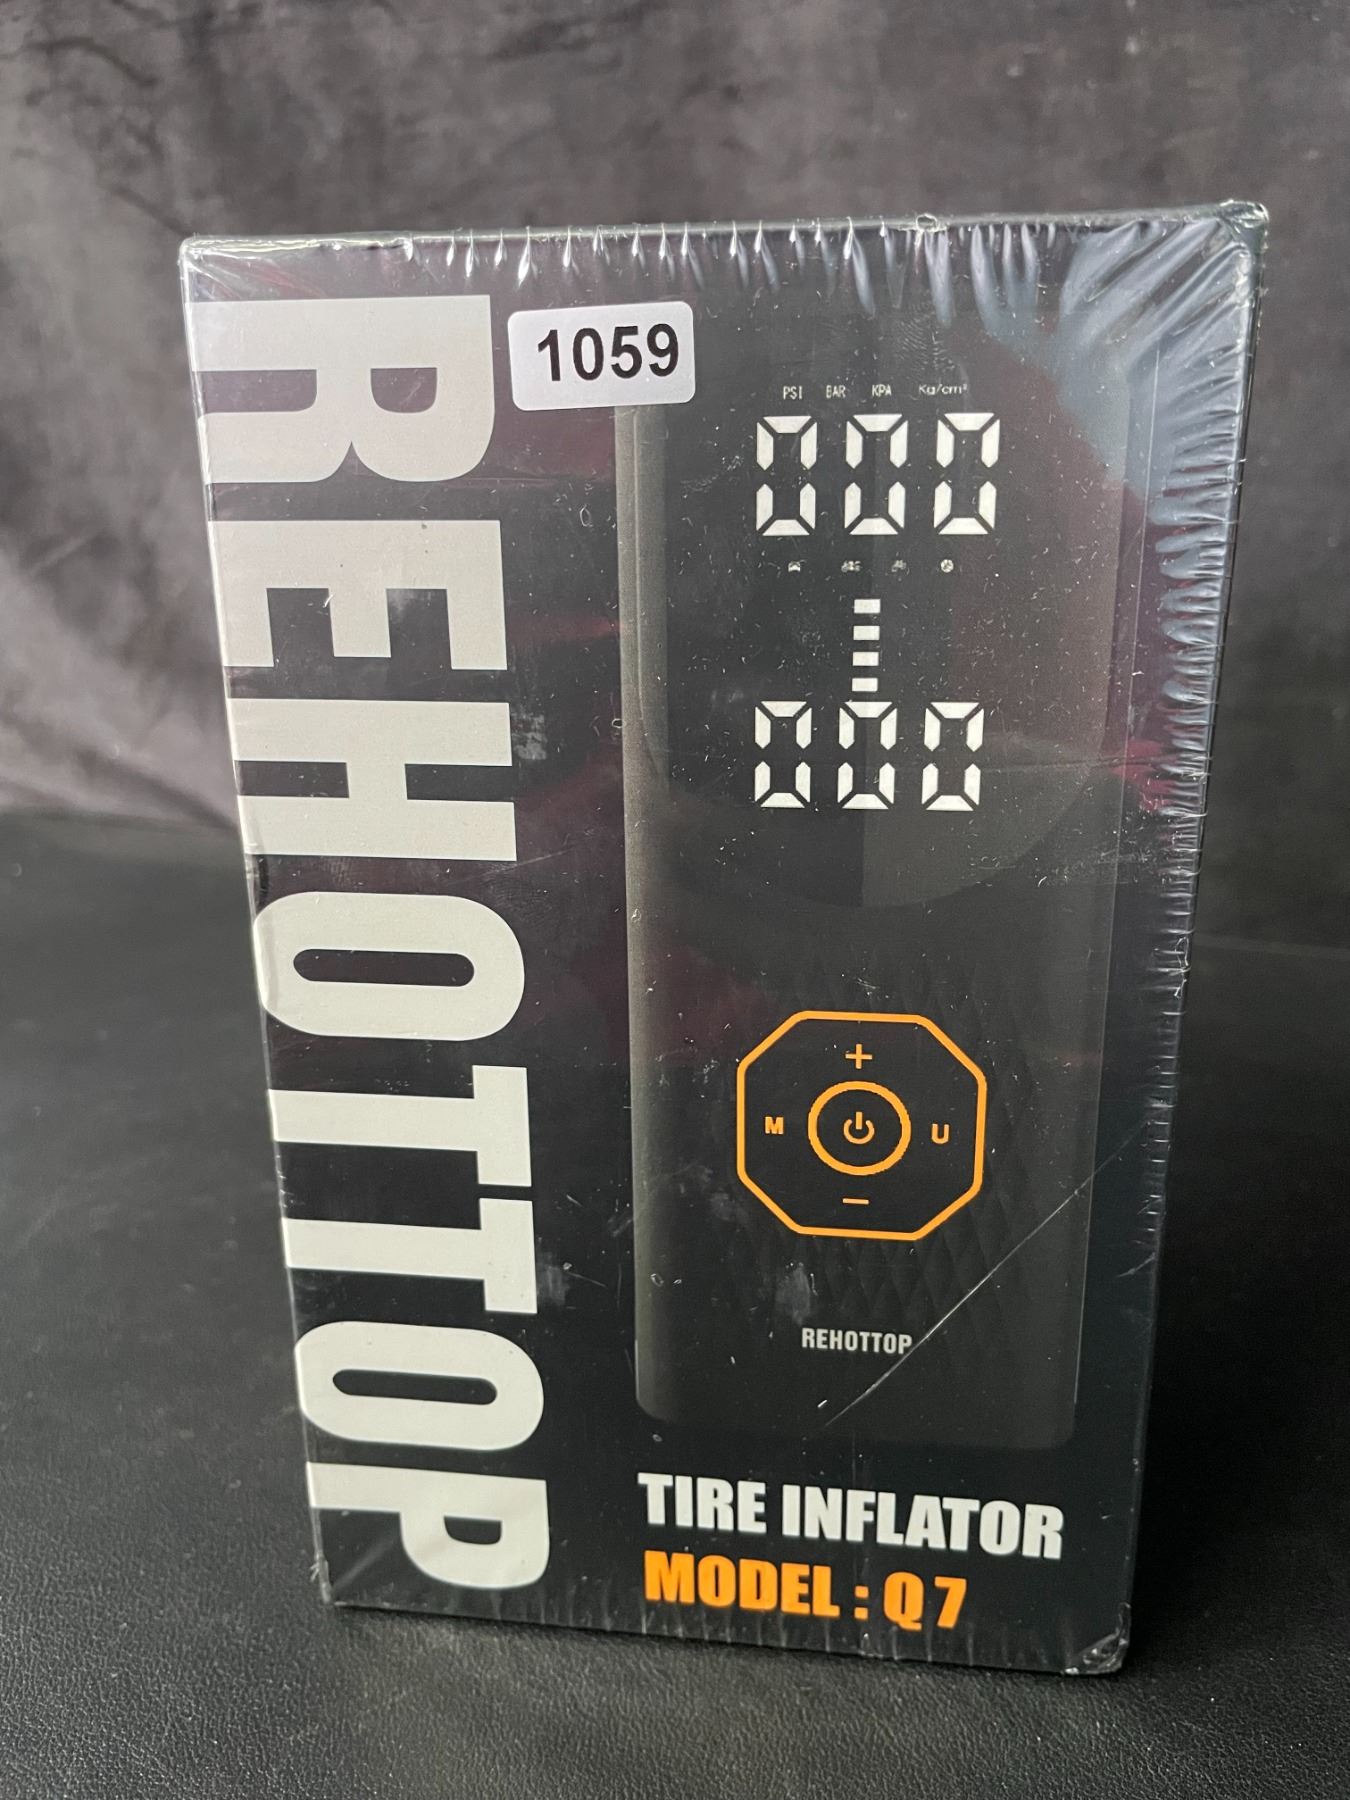 REHOTTOP
1059
PSI BAR KPA Kg/cm²
000
000
+
M U
−
REHOTTOP
TIRE INFLATOR
MODEL : Q7